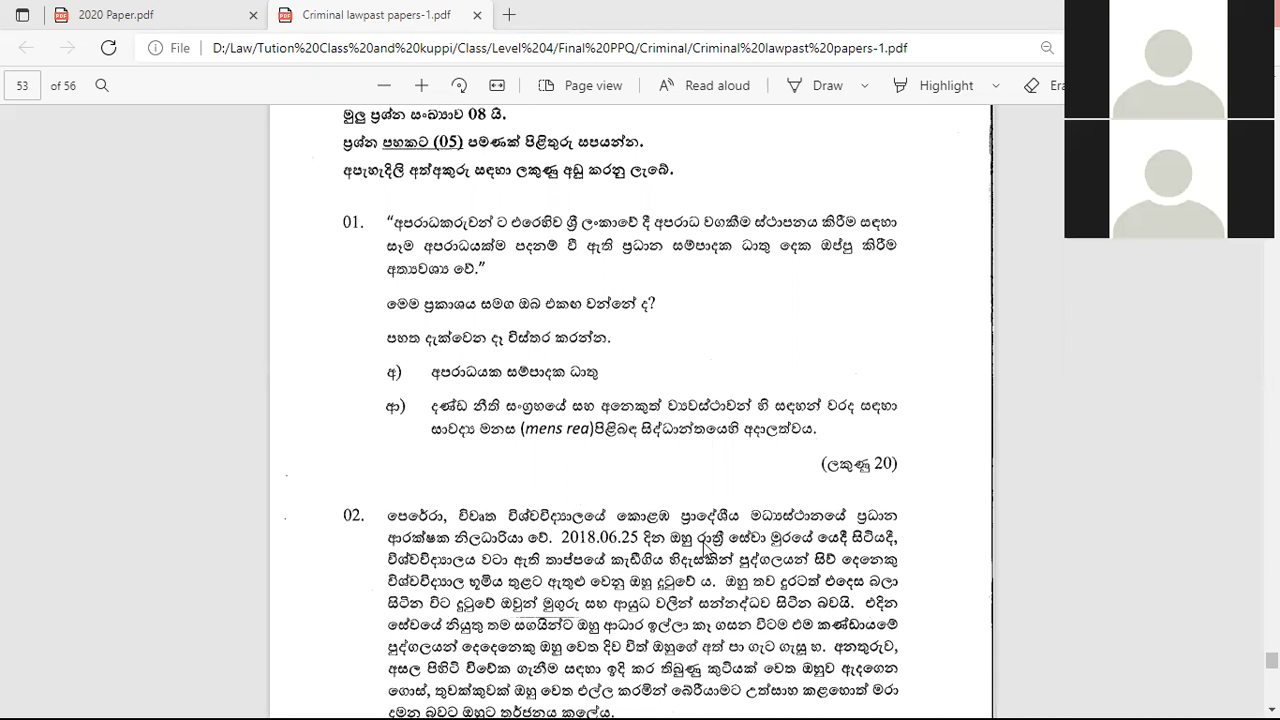 2020 Paper.pdf
Criminal lawpast papers-1.pdf
File
D:/Law/Tution%20Class%20and%20kuppi/Class/Level%204/Final%20PPQ/Criminal/Criminal%20lawpast%20papers-1.pdf
53 of 56
Page view
Read aloud
Draw
Highlight
Era
මුලු ප්‍රශ්න සංඛ්‍යාව 08 යි.
ප්‍රශ්න පහකට (05) පමණක් පිළිතුරු සපයන්න.
අපැහැදිලි අත්අකුරු සඳහා ලකුණු අඩු කරනු ලැබේ.
01. “අපරාධකරුවන් ට එරෙහිව ශ්‍රී ලංකාවේ දී අපරාධ වගකීම ස්ථාපනය කිරීම සඳහා
සෑම අපරාධයක්ම පදනම් වී ඇති ප්‍රධාන සම්පාදක ධාතු දෙක ඔප්පු කිරීම
අත්‍යවශ්‍ය වේ.”
මෙම ප්‍රකාශය සමග ඔබ එකඟ වන්නේ ද?
පහත දැක්වෙන දෑ විස්තර කරන්න.
අ) අපරාධයක සම්පාදක ධාතු
ආ) දණ්ඩ නීති සංග්‍රහයේ සහ අනෙකුත් ව්‍යවස්ථාවන් හි සඳහන් වරද සඳහා
සාවද්‍ය මනස (mens rea)පිළිබඳ සිද්ධාන්තයෙහි අදාලත්වය.
(ලකුණු 20)
02. පෙරේරා, විවෘත විශ්වවිද්‍යාලයේ කොළඹ ප්‍රාදේශීය මධ්‍යස්ථානයේ ප්‍රධාන
ආරක්ෂක නිලධාරියා වේ. 2018.06.25 දින ඔහු රාත්‍රී සේවා මුරයේ යෙදී සිටියදී,
විශ්වවිද්‍යාලය වටා ඇති තාප්පයේ කැඩීගිය හිදැසකින් පුද්ගලයන් සිව් දෙනෙකු
විශ්වවිද්‍යාල භූමිය තුළට ඇතුළු වෙනු ඔහු දුටුවේ ය. ඔහු තව දුරටත් එදෙස බලා
සිටින විට දුටුවේ ඔවුන් මුගුරු සහ ආයුධ වලින් සන්නද්ධව සිටින බවයි. එදින
සේවයේ නියුතු තම සගයින්ට ඔහු ආධාර ඉල්ලා කෑ ගසන විටම එම කණ්ඩායමේ
පුද්ගලයන් දෙදෙනෙකු ඔහු වෙත දිව විත් ඔහුගේ අත් පා ගැට ගැසූ හ. අනතුරුව,
අසල පිහිටි විවේක ගැනීම සඳහා ඉදි කර තිබුණු කුටියක් වෙත ඔහුව ඇදගෙන
ගොස්, තුවක්කුවක් ඔහු වෙත එල්ල කරමින් බේරීයාමට උත්සාහ කළහොත් මරා
දමන බවට ඔහුට තර්ජනය කලේය.